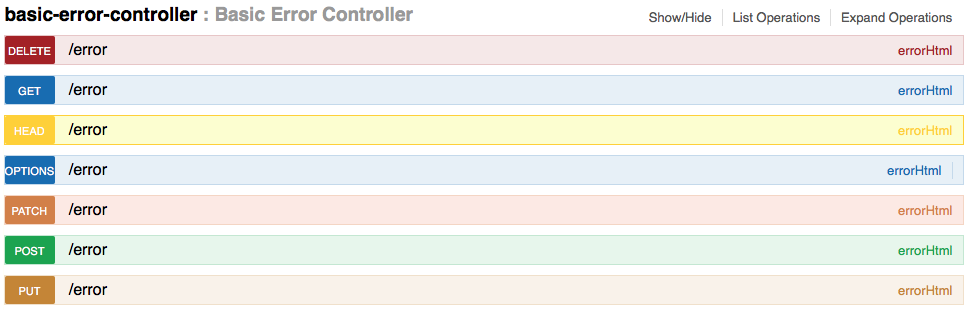 basic-error-controller : Basic Error Controller Show/Hide List Operations Expand Operations
DELETE /error errorHtml
GET /error errorHtml
HEAD /error errorHtml
OPTIONS /error errorHtml
PATCH /error errorHtml
POST /error errorHtml
PUT /error errorHtml